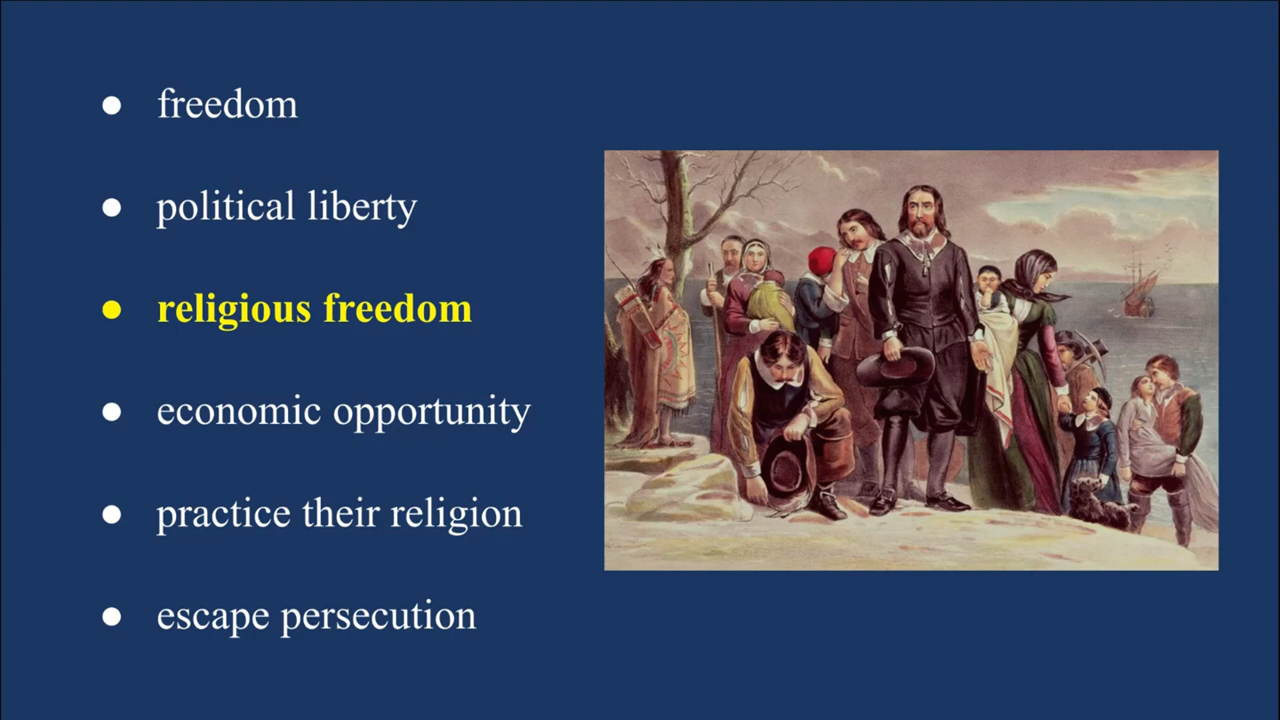 ● freedom
● political liberty
● religious freedom
● economic opportunity
● practice their religion
● escape persecution